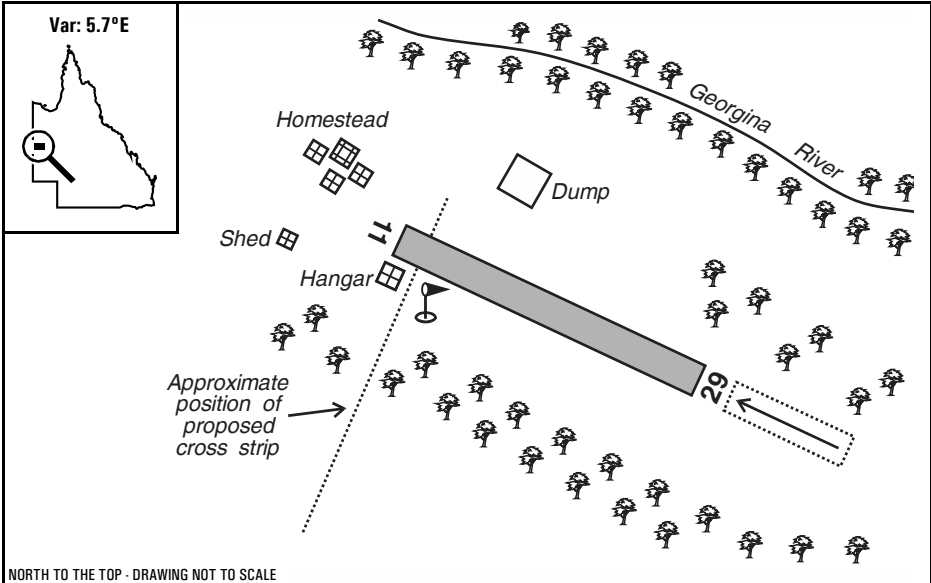 Var: 5.7°E
Homestead
Georgina
River
Dump
Shed
11
Hangar
29
Approximate
position of
proposed
cross strip
NORTH TO THE TOP - DRAWING NOT TO SCALE